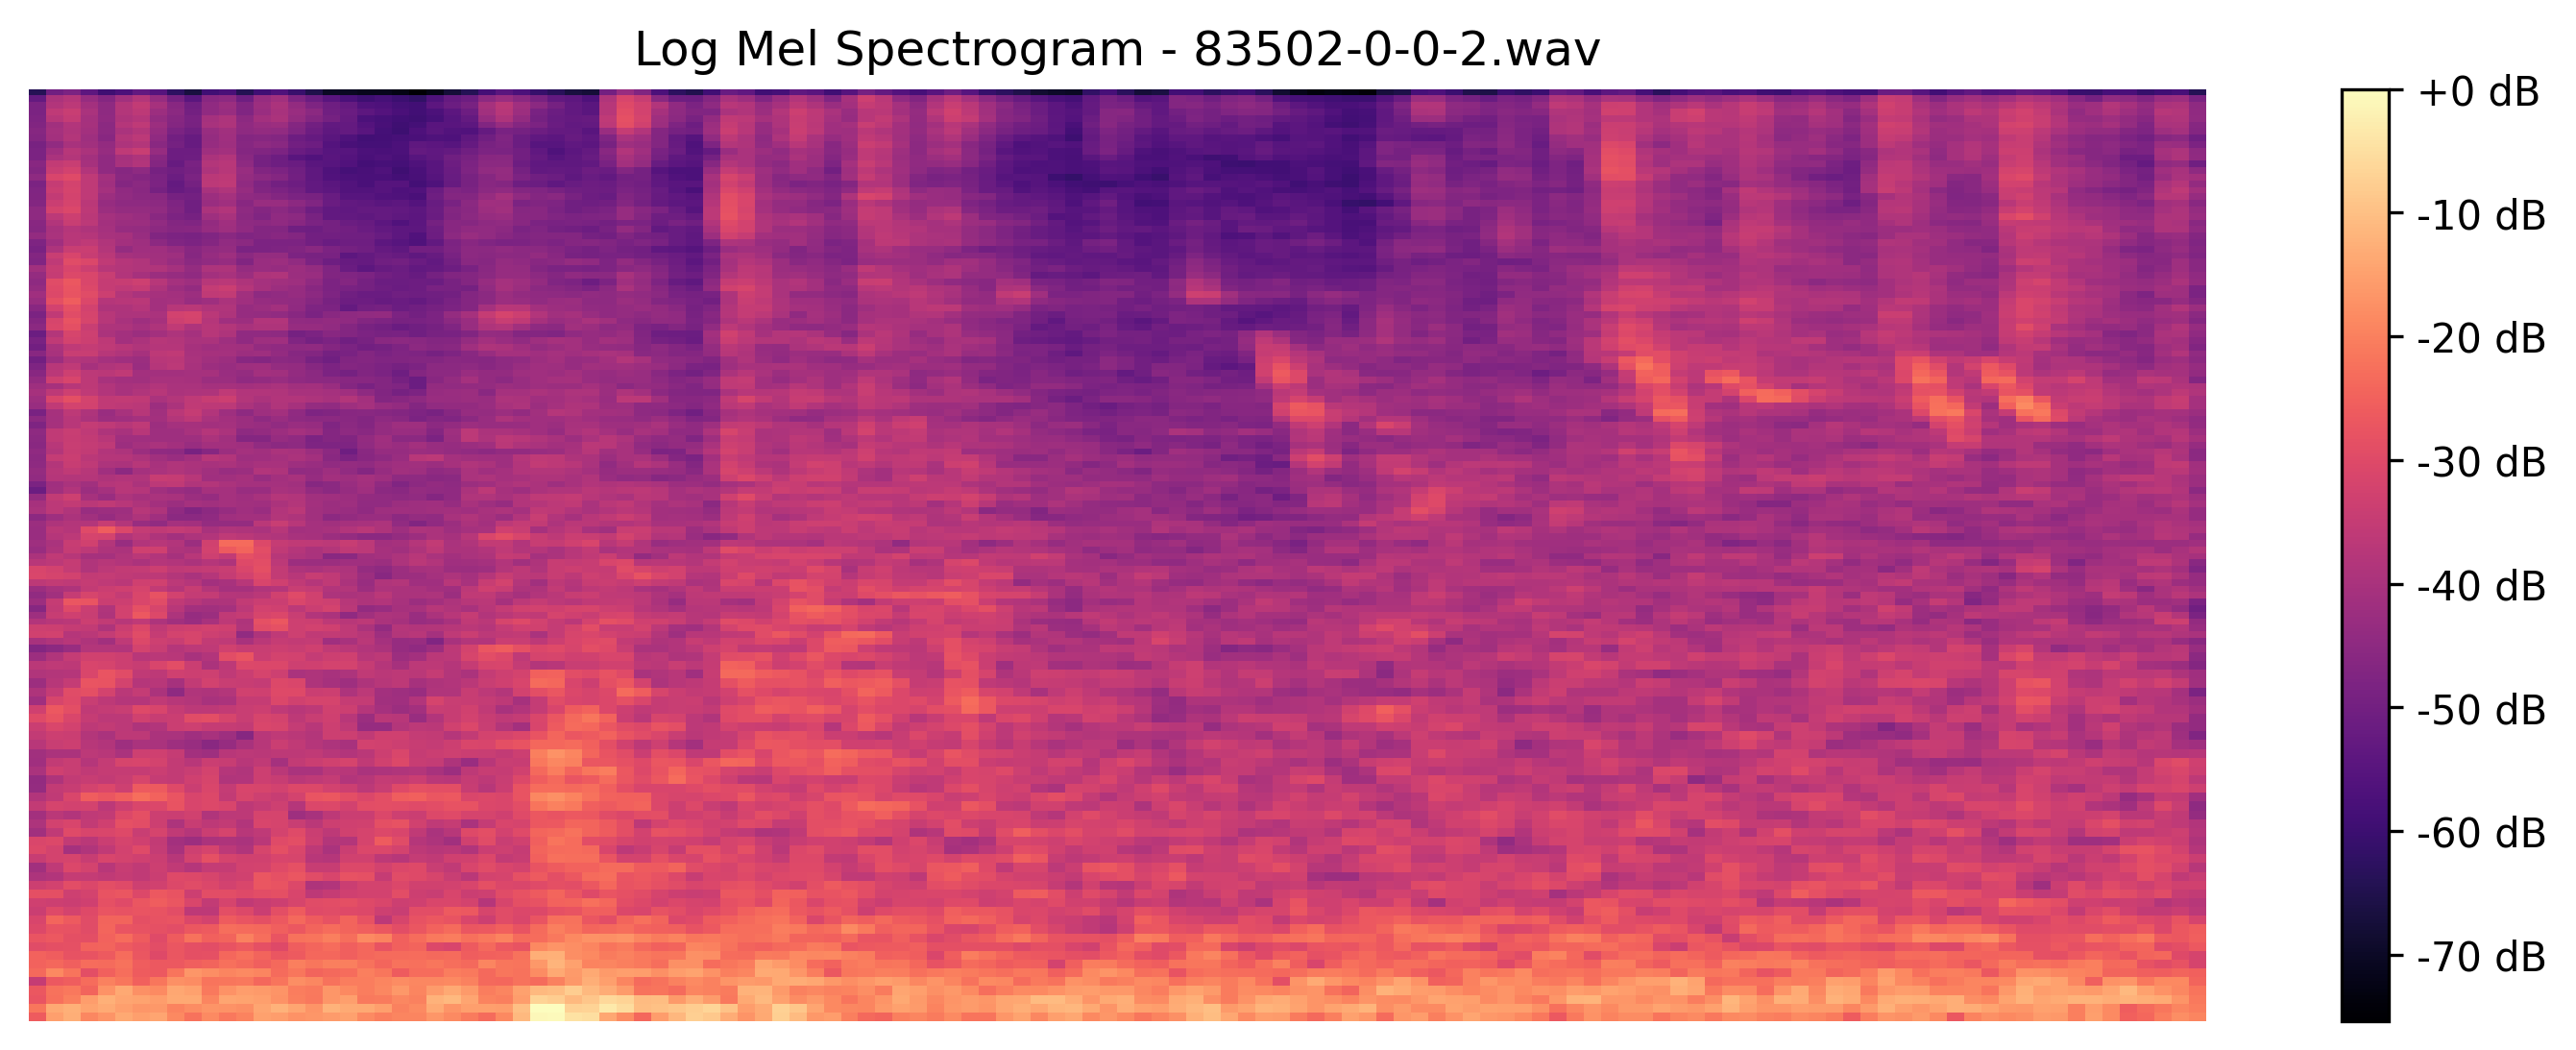 Log Mel Spectrogram - 83502-0-0-2.wav
+0 dB
-10 dB
-20 dB
-30 dB
-40 dB
-50 dB
-60 dB
-70 dB